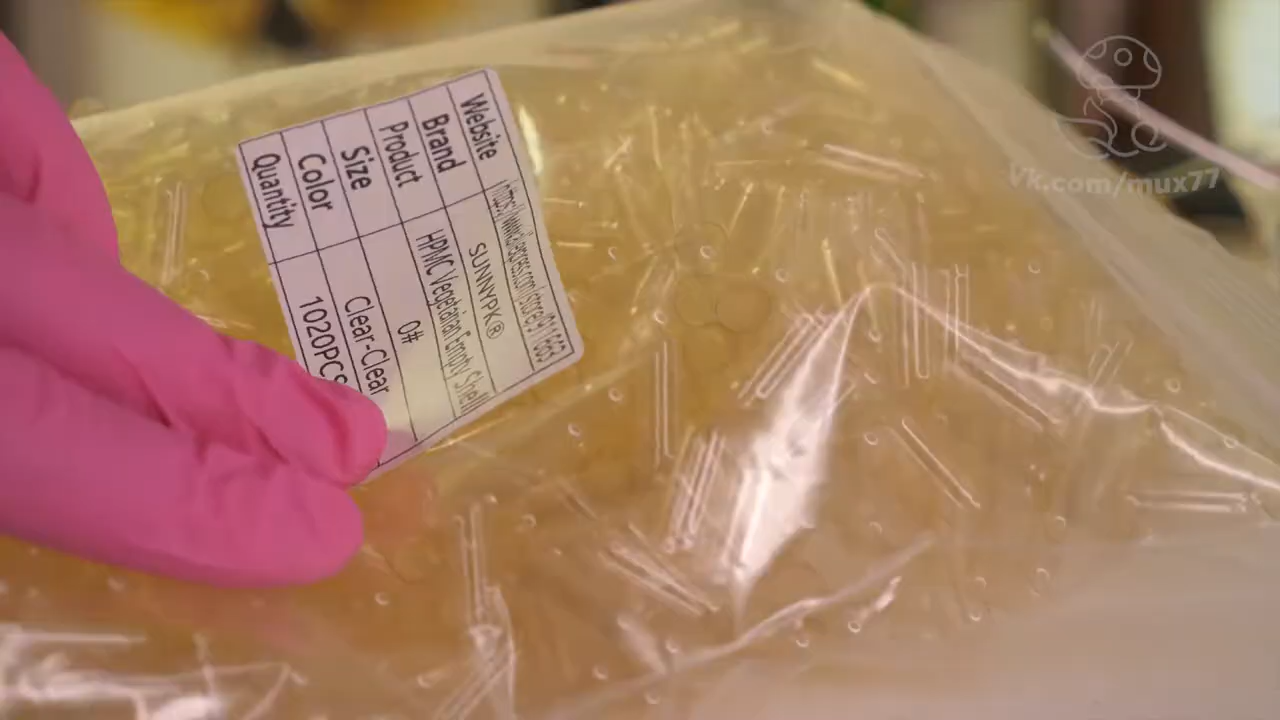 Website
Brand SUNNYPK®
Product HPMC Vegetarian Empty Shell
Size 0#
Color Clear-Clear
Quantity 1020PCS
Vk.com/mux77